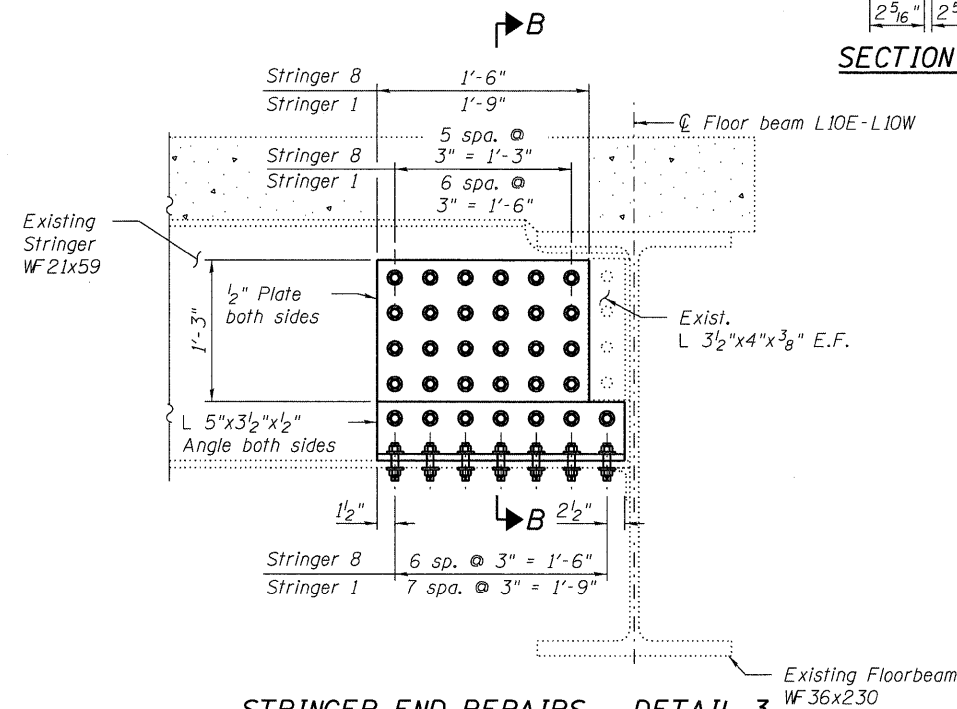 B
2 5/16" 2 5
SECTION
Stringer 8 1'-6"
Stringer 1 1'-9"
℄ Floor beam L10E-L10W
5 spa. @
Stringer 8 3" = 1'-3"
Stringer 1 6 spa. @
3" = 1'-6"
Existing
Stringer
WF 21x59
1/2" Plate
both sides
1'-3"
Exist.
L 3 1/2"x4"x3/8" E.F.
L 5"x3 1/2"x1/2"
Angle both sides
1 1/2"
B
2 1/2"
Stringer 8 6 sp. @ 3" = 1'-6"
Stringer 1 7 spa. @ 3" = 1'-9"
Existing Floorbeam
WF 36x230
STRINGER END REPAIRS - DETAIL 3